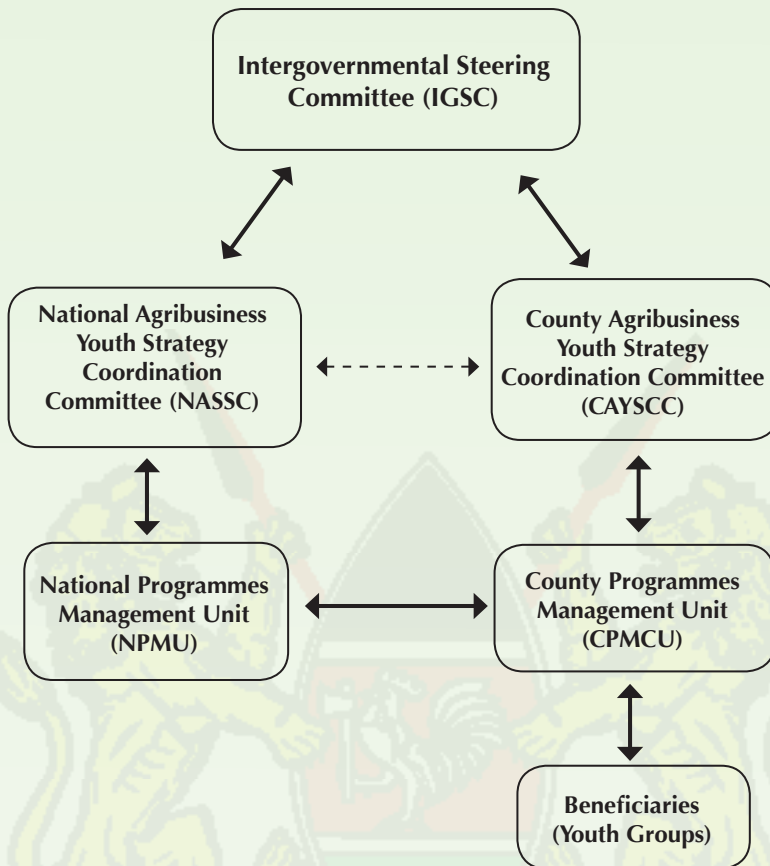 Intergovernmental Steering
Committee (IGSC)
National Agribusiness
Youth Strategy
Coordination
Committee (NASSC)
County Agribusiness
Youth Strategy
Coordination Committee
(CAYSCC)
National Programmes
Management Unit
(NPMU)
County Programmes
Management Unit
(CPMCU)
Beneficiaries
(Youth Groups)